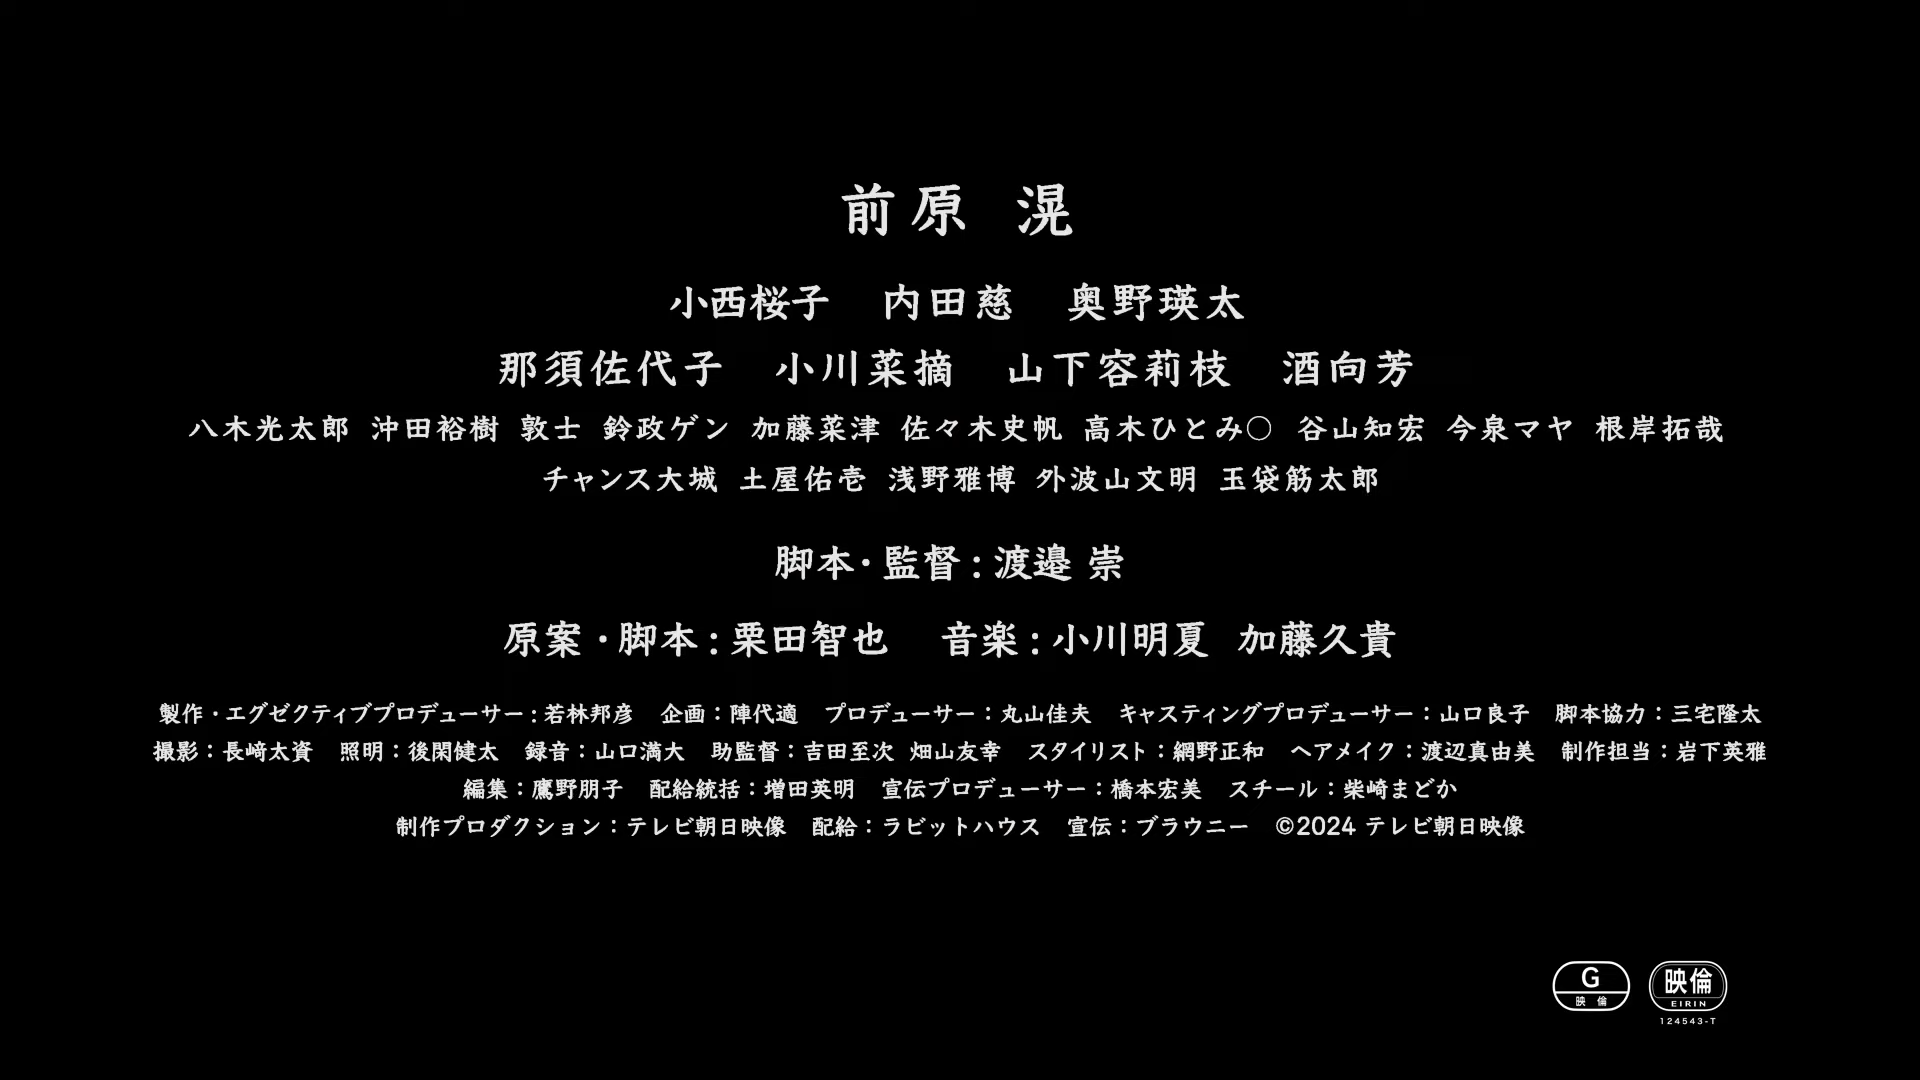 前原 滉
小西桜子 内田慈 奥野瑛太
那須佐代子 小川菜摘 山下容莉枝 酒向芳
八木光太郎 沖田裕樹 敦士 鈴政ゲン 加藤菜津 佐々木史帆 高木ひとみ〇 谷山知宏 今泉マヤ 根岸拓哉
チャンス大城 土屋佑壱 浅野雅博 外波山文明 玉袋筋太郎
脚本・監督:渡邉 崇
原案・脚本:栗田智也 音楽:小川明夏 加藤久貴
製作・エグゼクティブプロデューサー:若林邦彦 企画:陣代適 プロデューサー:丸山佳夫 キャスティングプロデューサー:山口良子 脚本協力:三宅隆太
撮影:長﨑太資 照明:後閑健太 録音:山口満大 助監督:吉田至次 畑山友幸 スタイリスト:網野正和 ヘアメイク:渡辺真由美 制作担当:岩下英雅
編集:鷹野朋子 配給統括:増田英明 宣伝プロデューサー:橋本宏美 スチール:柴崎まどか
制作プロダクション:テレビ朝日映像 配給:ラビットハウス 宣伝:ブラウニー ©2024 テレビ朝日映像
G 映倫
映倫 EIRIN
124543-T